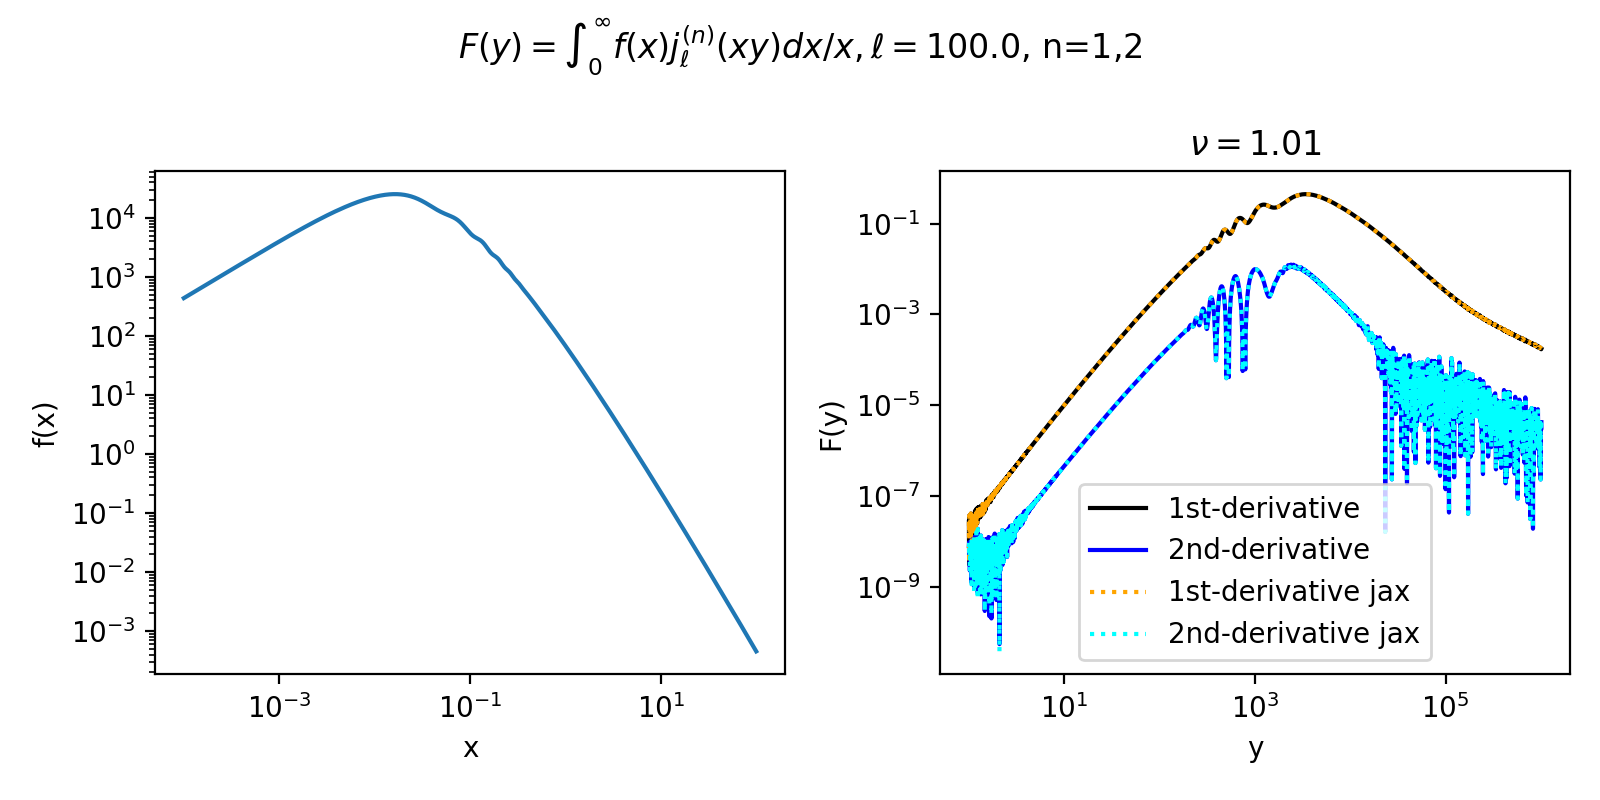 F(y) = ∫₀^∞ f(x)j_ℓ^(n)(xy)dx/x, ℓ = 100.0, n=1,2
f(x)
10⁴
10³
10²
10¹
10⁰
10⁻¹
10⁻²
10⁻³
10⁻³ 10⁻¹ 10¹
x
ν = 1.01
F(y)
10⁻¹
10⁻³
10⁻⁵
10⁻⁷
10⁻⁹
1st-derivative
2nd-derivative
1st-derivative jax
2nd-derivative jax
10¹ 10³ 10⁵
y